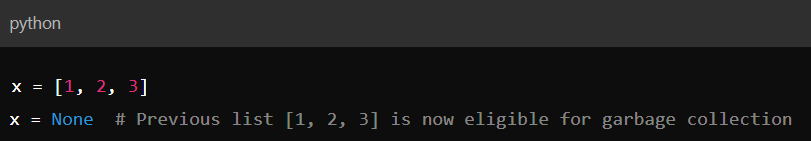 python
x = [1, 2, 3]
x = None  # Previous list [1, 2, 3] is now eligible for garbage collection